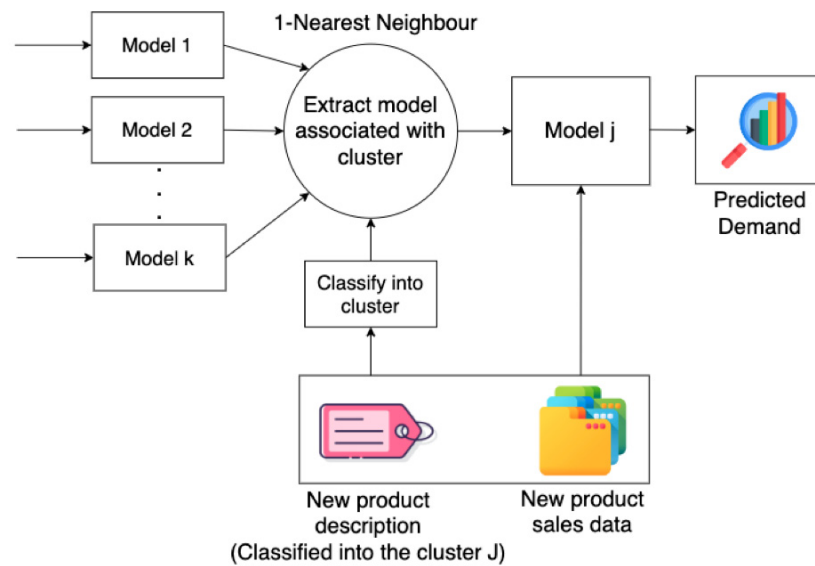 1-Nearest Neighbour
Model 1
Model 2
Model k
Extract model
associated with
cluster
Model j
Predicted
Demand
Classify into
cluster
New product
description
(Classified into the cluster J)
New product
sales data